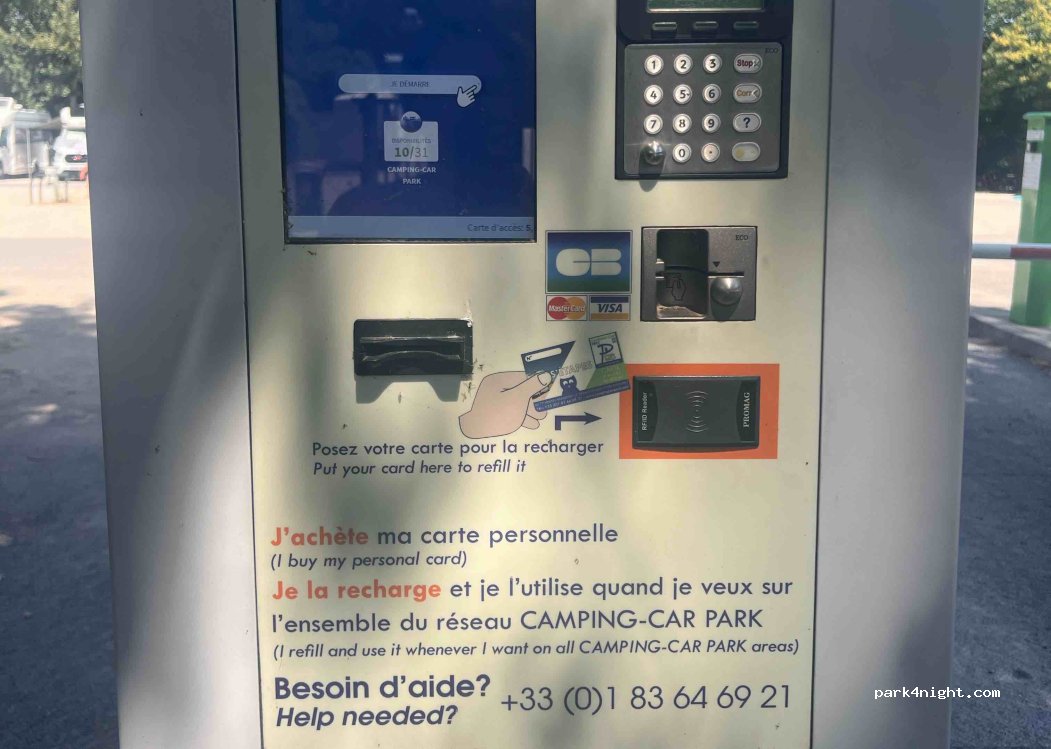 JE DÉMARRE
DISPONIBILITÉS
10/31
CAMPING-CAR
PARK
Carte d'accès: 5,
ECO
1 2 3 Stop
4 5 6 Corr
7 8 9 ?
0
CB
MasterCard VISA
ECO
RFID Reader
PROMAG
Posez votre carte pour la recharger
Put your card here to refill it
J'achète ma carte personnelle
(I buy my personal card)
Je la recharge et je l'utilise quand je veux sur
l'ensemble du réseau CAMPING-CAR PARK
(I refill and use it whenever I want on all CAMPING-CAR PARK areas)
Besoin d'aide? +33 (0)1 83 64 69 21
Help needed?
park4night.com